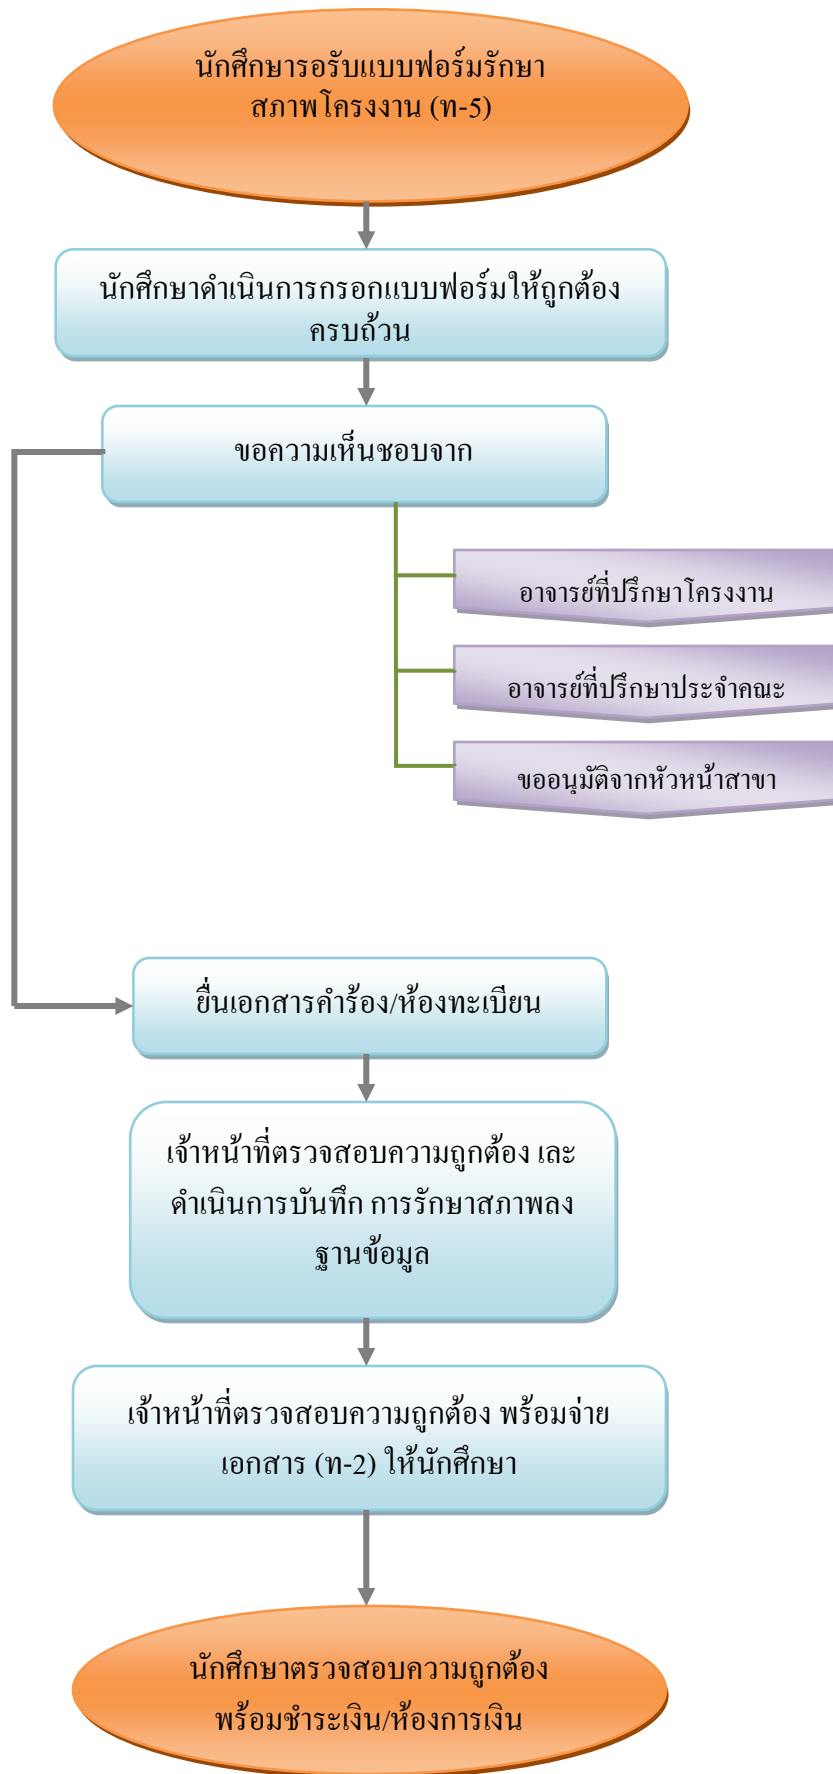 นักศึกษารอรับแบบฟอร์มรักษา
สภาพโครงงาน (ท-5)
นักศึกษาดำเนินการกรอกแบบฟอร์มให้ถูกต้อง
ครบถ้วน
ขอความเห็นชอบจาก
อาจารย์ที่ปรึกษาโครงงาน
อาจารย์ที่ปรึกษาประจำคณะ
ขออนุมัติจากหัวหน้าสาขา
ยื่นเอกสารคำร้อง/ห้องทะเบียน
เจ้าหน้าที่ตรวจสอบความถูกต้อง และ
ดำเนินการบันทึก การรักษาสภาพลง
ฐานข้อมูล
เจ้าหน้าที่ตรวจสอบความถูกต้อง พร้อมจ่าย
เอกสาร (ท-2) ให้นักศึกษา
นักศึกษาตรวจสอบความถูกต้อง
พร้อมชำระเงิน/ห้องการเงิน